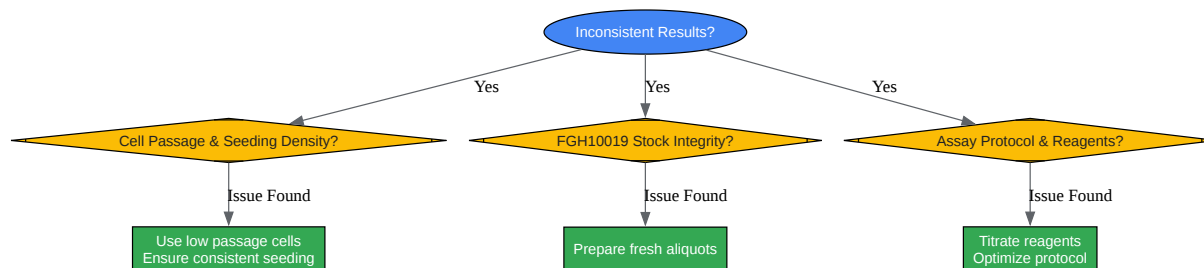 Inconsistent Results?
Yes
Yes
Yes
Cell Passage & Seeding Density?
FGH10019 Stock Integrity?
Assay Protocol & Reagents?
Issue Found
Issue Found
Issue Found
Use low passage cells
Ensure consistent seeding
Prepare fresh aliquots
Titrate reagents
Optimize protocol